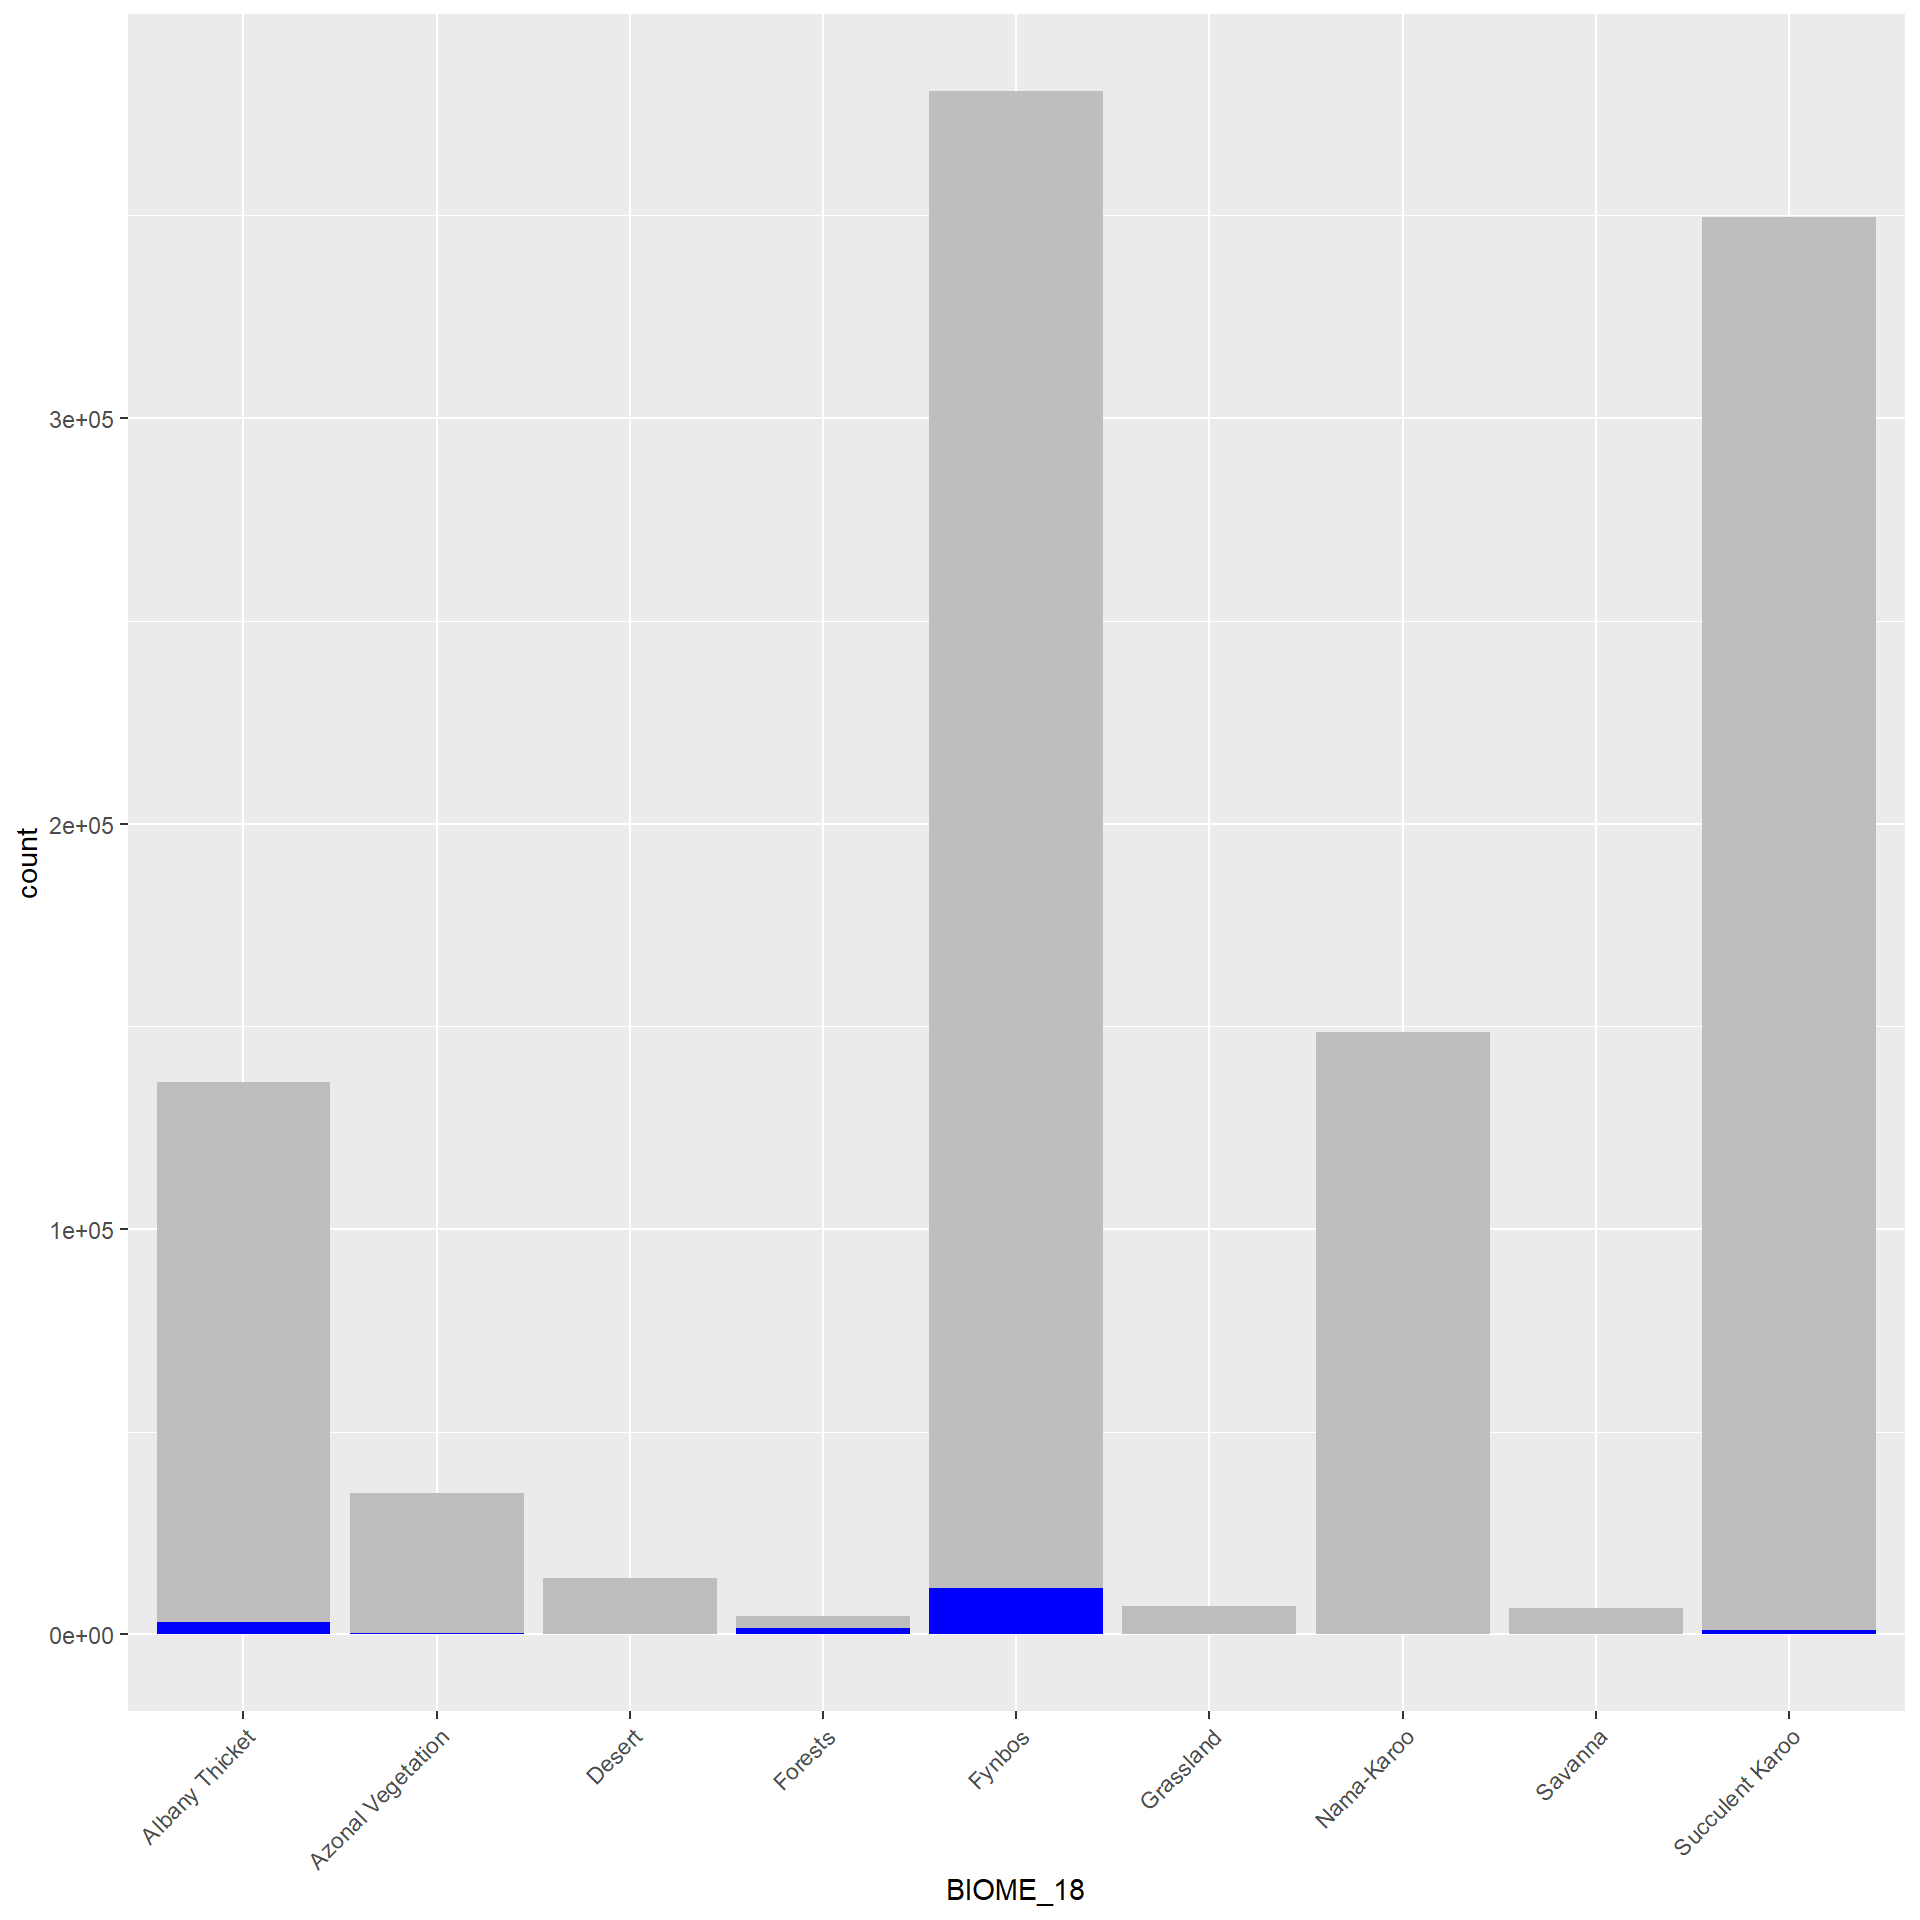 count
3e+05
2e+05
1e+05
0e+00
Albany Thicket
Azonal Vegetation
Desert
Forests
Fynbos
Grassland
Nama-Karoo
Savanna
Succulent Karoo
BIOME_18